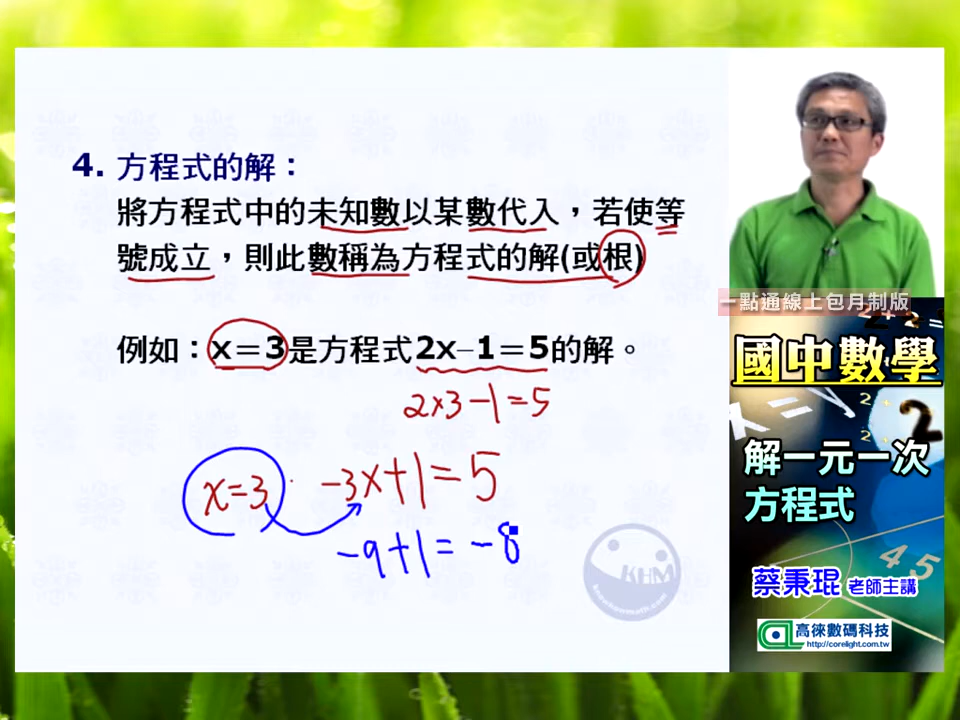 4. 方程式的解：
將方程式中的未知數以某數代入，若使等
號成立，則此數稱為方程式的解(或根)
例如：x＝3是方程式2x−1＝5的解。
2×3−1=5
x=3 −3x+1=5
−9+1=−8
KHM
一點通線上包月制版
國中數學
解一元一次
方程式
蔡秉琨 老師主講
高徠數碼科技
http://corelight.com.tw